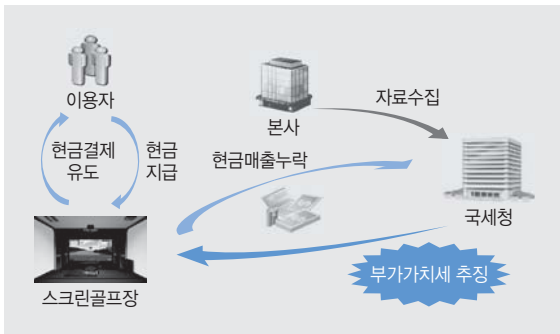 이용자
본사
자료수집
현금결제
유도
현금
지급
현금매출누락
국세청
스크린골프장
부가가치세 추징